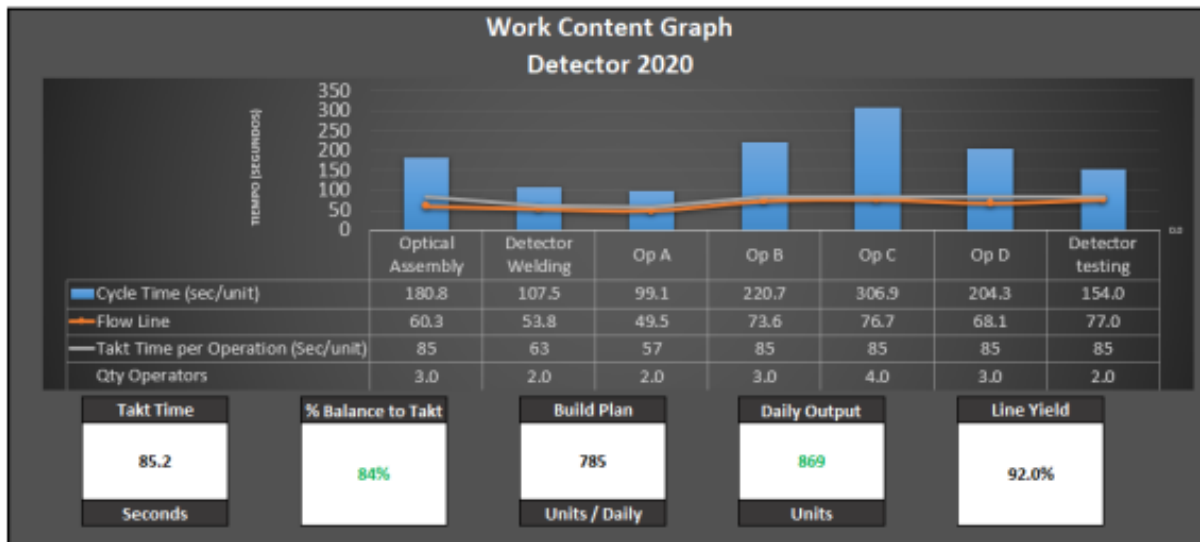 Work Content Graph
Detector 2020
TIEMPO (SEGUNDOS)
350
300
250
200
150
100
50
0
Optical Assembly Detector Welding Op A Op B Op C Op D Detector testing
Cycle Time (sec/unit) 180.8 107.5 99.1 220.7 306.9 204.3 154.0
Flow Line 60.3 53.8 49.5 73.6 76.7 68.1 77.0
Takt Time per Operation (Sec/unit) 85 63 57 85 85 85 85
Qty Operators 3.0 2.0 2.0 3.0 4.0 3.0 2.0
Takt Time % Balance to Takt Build Plan Daily Output Line Yield
85.2 84% 785 869 92.0%
Seconds Units / Daily Units